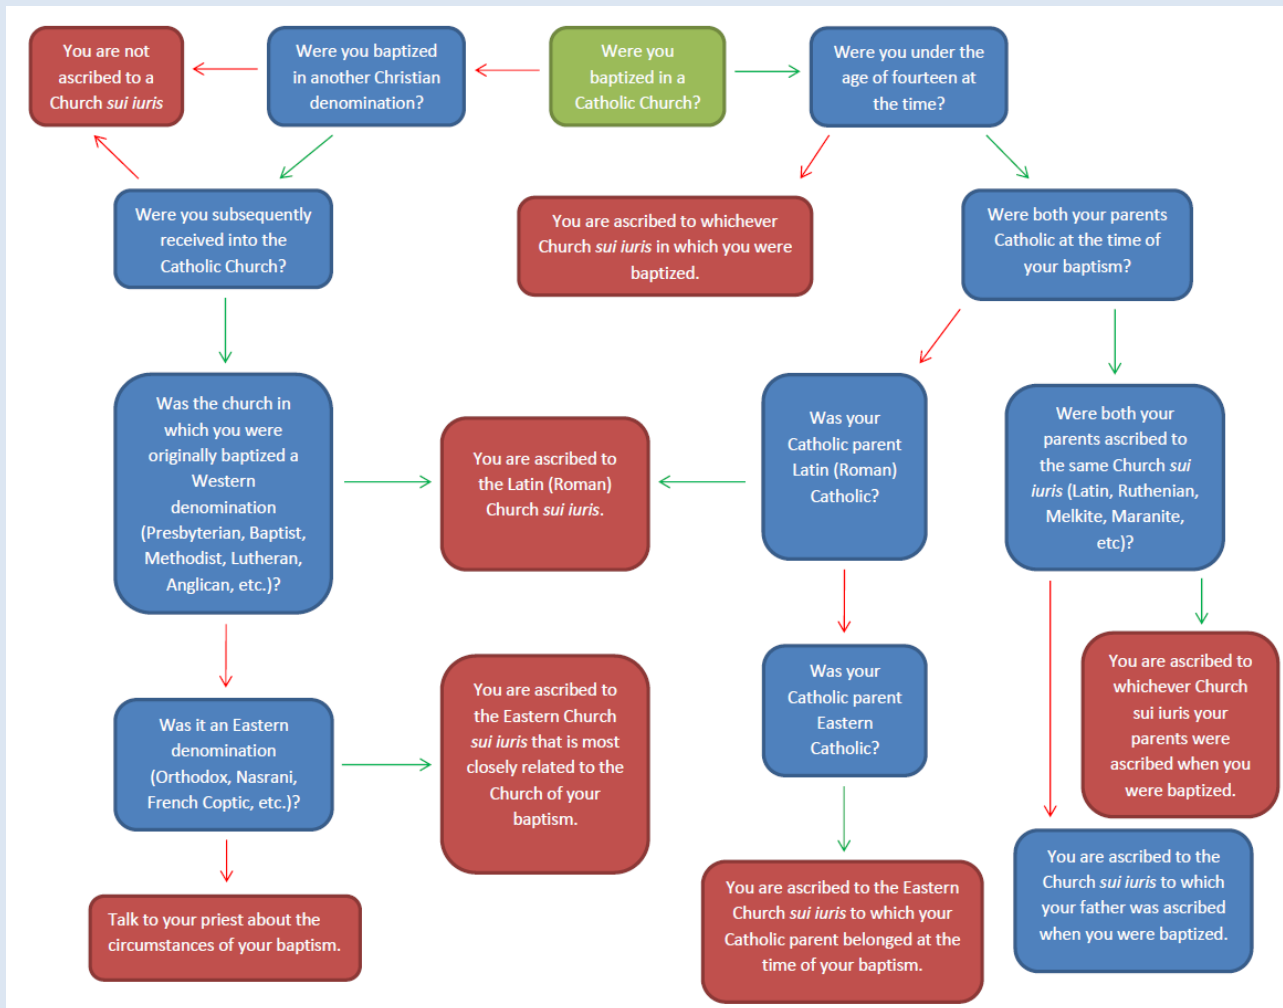 You are not
ascribed to a
Church sui iuris
Were you baptized
in another Christian
denomination?
Were you
baptized in a
Catholic Church?
Were you under the
age of fourteen at
the time?
Were you subsequently
received into the
Catholic Church?
You are ascribed to whichever
Church sui iuris in which you were
baptized.
Were both your parents
Catholic at the time of
your baptism?
Was the church in
which you were
originally baptized a
Western
denomination
(Presbyterian, Baptist,
Methodist, Lutheran,
Anglican, etc.)?
You are ascribed to
the Latin (Roman)
Church sui iuris.
Was your
Catholic parent
Latin (Roman)
Catholic?
Were both your
parents ascribed to
the same Church sui
iuris (Latin, Ruthenian,
Melkite, Maranite,
etc)?
Was it an Eastern
denomination
(Orthodox, Nasrani,
French Coptic, etc.)?
You are ascribed to
the Eastern Church
sui iuris that is most
closely related to the
Church of your
baptism.
Was your
Catholic parent
Eastern
Catholic?
You are ascribed to
whichever Church
sui iuris your
parents were
ascribed when you
were baptized.
Talk to your priest about the
circumstances of your baptism.
You are ascribed to the Eastern
Church sui iuris to which your
Catholic parent belonged at the
time of your baptism.
You are ascribed to the
Church sui iuris to which
your father was ascribed
when you were baptized.